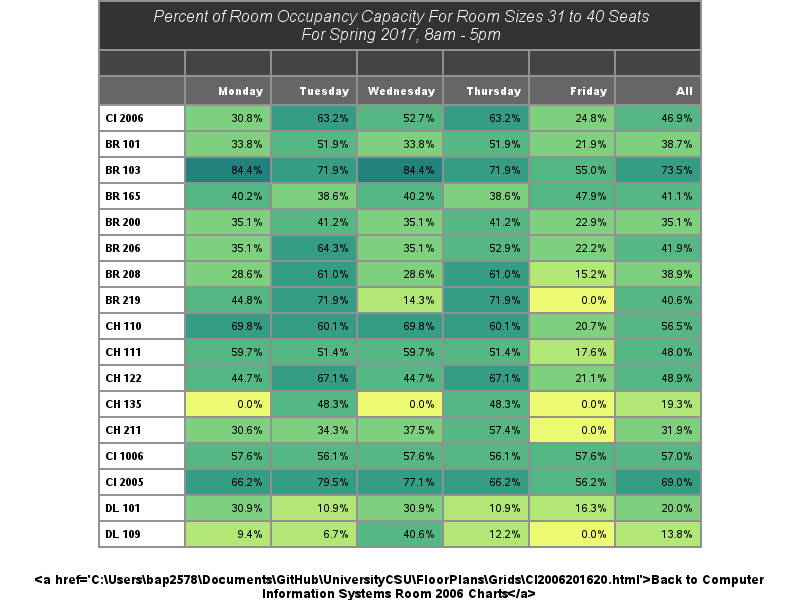 Percent of Room Occupancy Capacity For Room Sizes 31 to 40 Seats
For Spring 2017, 8am - 5pm
Monday Tuesday Wednesday Thursday Friday All
CI 2006 30.8% 63.2% 52.7% 63.2% 24.8% 46.9%
BR 101 33.8% 51.9% 33.8% 51.9% 21.9% 38.7%
BR 103 84.4% 71.9% 84.4% 71.9% 55.0% 73.5%
BR 165 40.2% 38.6% 40.2% 38.6% 47.9% 41.1%
BR 200 35.1% 41.2% 35.1% 41.2% 22.9% 35.1%
BR 206 35.1% 64.3% 35.1% 52.9% 22.2% 41.9%
BR 208 28.6% 61.0% 28.6% 61.0% 15.2% 38.9%
BR 219 44.8% 71.9% 14.3% 71.9% 0.0% 40.6%
CH 110 69.8% 60.1% 69.8% 60.1% 20.7% 56.5%
CH 111 59.7% 51.4% 59.7% 51.4% 17.6% 48.0%
CH 122 44.7% 67.1% 44.7% 67.1% 21.1% 48.9%
CH 135 0.0% 48.3% 0.0% 48.3% 0.0% 19.3%
CH 211 30.6% 34.3% 37.5% 57.4% 0.0% 31.9%
CI 1006 57.6% 56.1% 57.6% 56.1% 57.6% 57.0%
CI 2005 66.2% 79.5% 77.1% 66.2% 56.2% 69.0%
DL 101 30.9% 10.9% 30.9% 10.9% 16.3% 20.0%
DL 109 9.4% 6.7% 40.6% 12.2% 0.0% 13.8%
<a href='C:\Users\bap2578\Documents\GitHub\UniversityCSU\FloorPlans\Grids\CI2006201620.html'>Back to Computer
Information Systems Room 2006 Charts</a>